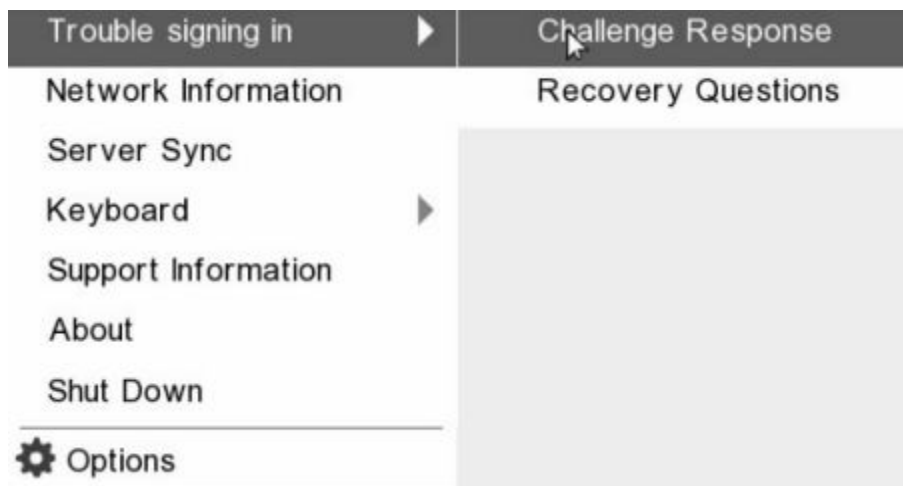 Trouble signing in
Challenge Response
Network Information
Recovery Questions
Server Sync
Keyboard
Support Information
About
Shut Down
Options